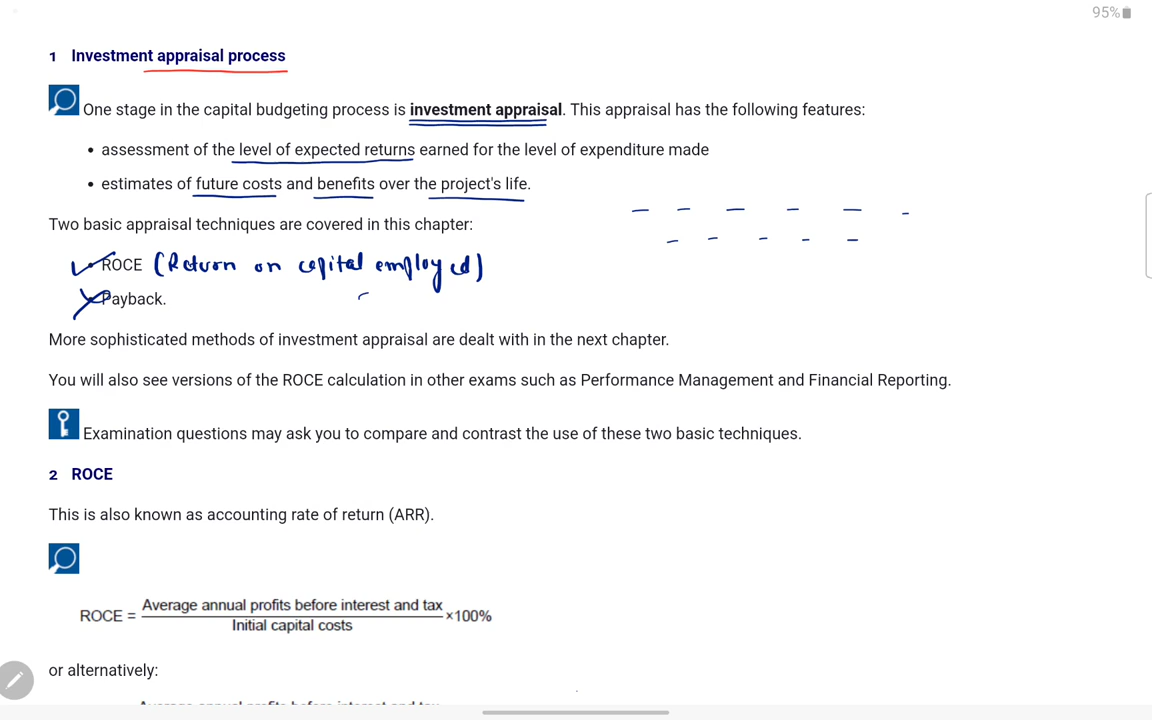 95%
1 Investment appraisal process
One stage in the capital budgeting process is investment appraisal. This appraisal has the following features:
• assessment of the level of expected returns earned for the level of expenditure made
• estimates of future costs and benefits over the project's life.
Two basic appraisal techniques are covered in this chapter:
• ROCE (Return on capital employed)
• Payback.
More sophisticated methods of investment appraisal are dealt with in the next chapter.
You will also see versions of the ROCE calculation in other exams such as Performance Management and Financial Reporting.
Examination questions may ask you to compare and contrast the use of these two basic techniques.
2 ROCE
This is also known as accounting rate of return (ARR).
Average annual profits before interest and tax
ROCE = ×100%
Initial capital costs
or alternatively: